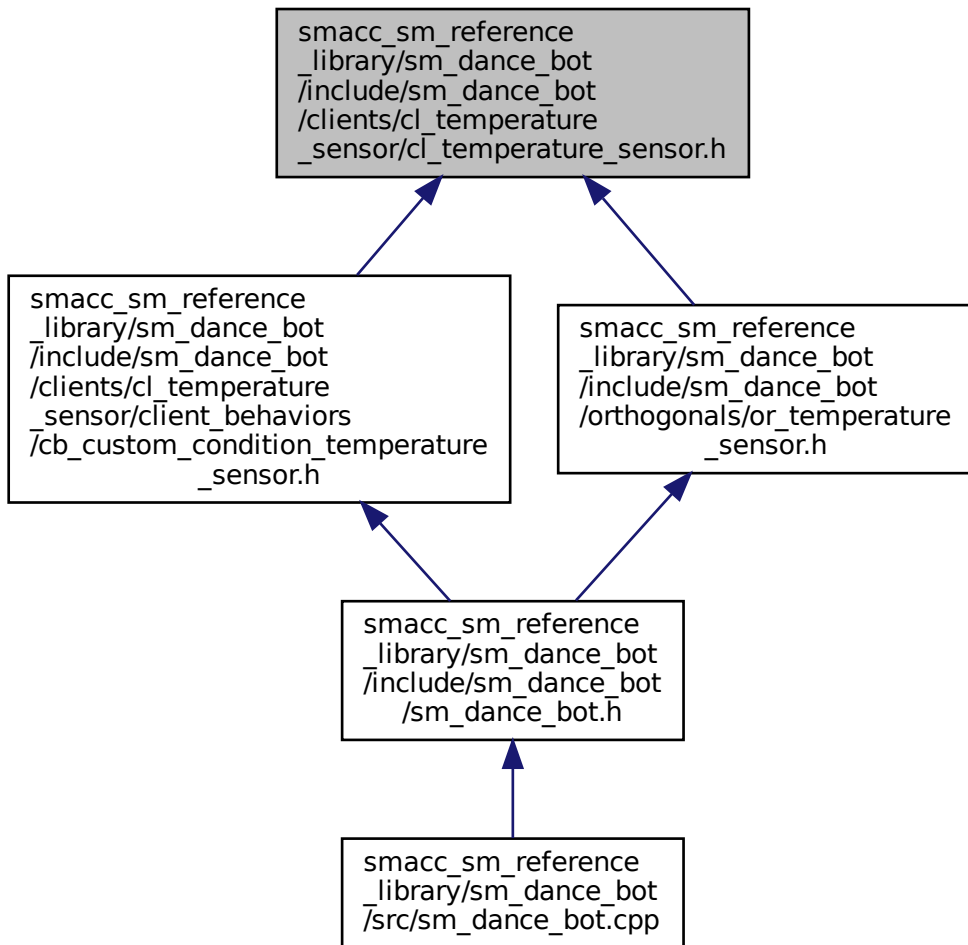 smacc_sm_reference
_library/sm_dance_bot
/include/sm_dance_bot
/clients/cl_temperature
_sensor/cl_temperature_sensor.h
smacc_sm_reference
_library/sm_dance_bot
/include/sm_dance_bot
/clients/cl_temperature
_sensor/client_behaviors
/cb_custom_condition_temperature
_sensor.h
smacc_sm_reference
_library/sm_dance_bot
/include/sm_dance_bot
/orthogonals/or_temperature
_sensor.h
smacc_sm_reference
_library/sm_dance_bot
/include/sm_dance_bot
/sm_dance_bot.h
smacc_sm_reference
_library/sm_dance_bot
/src/sm_dance_bot.cpp